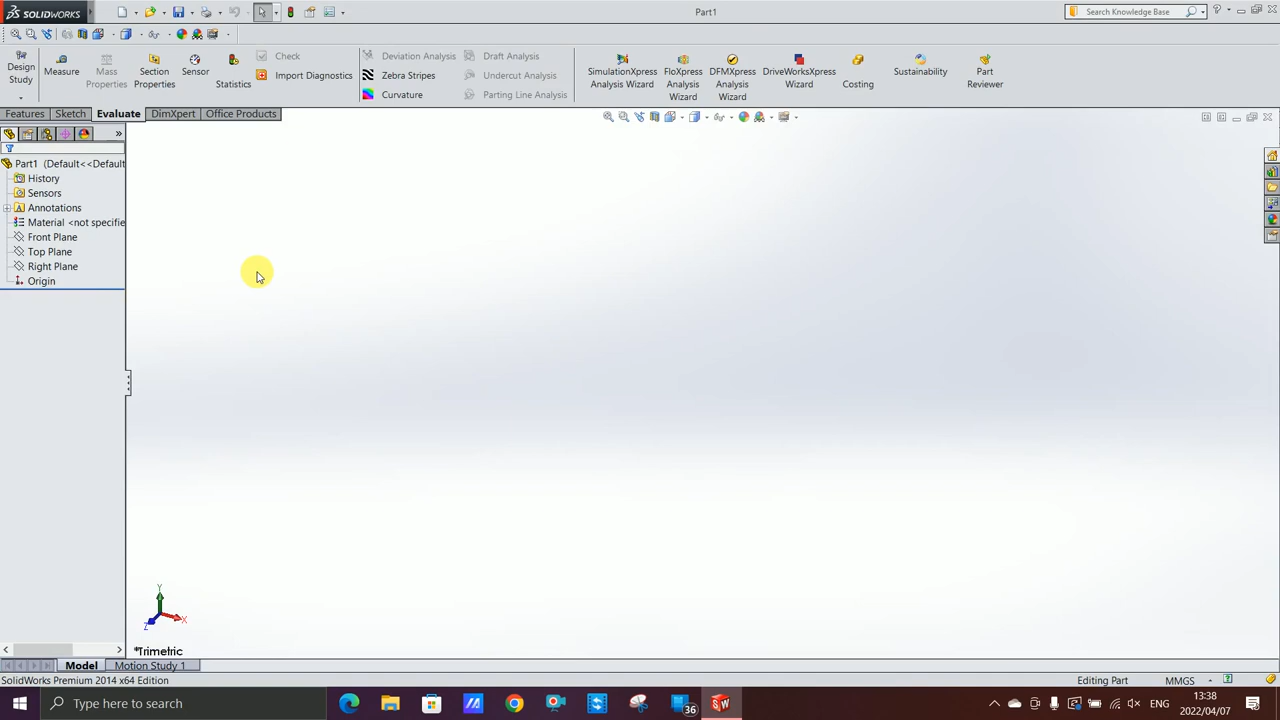 SOLIDWORKS
Part1
Search Knowledge Base
Design Study
Measure
Mass Properties
Section Properties
Sensor
Statistics
Check
Import Diagnostics
Deviation Analysis
Zebra Stripes
Curvature
Draft Analysis
Undercut Analysis
Parting Line Analysis
SimulationXpress Analysis Wizard
FloXpress Analysis Wizard
DFMXpress Analysis Wizard
DriveWorksXpress Wizard
Costing
Sustainability
Part Reviewer
Features Sketch Evaluate DimXpert Office Products
Part1 (Default<<Default
History
Sensors
Annotations
Material <not specifie
Front Plane
Top Plane
Right Plane
Origin
Y
X
Z
*Trimetric
Model Motion Study 1
SolidWorks Premium 2014 x64 Edition
Editing Part
MMGS
Type here to search
36
ENG
13:38
2022/04/07